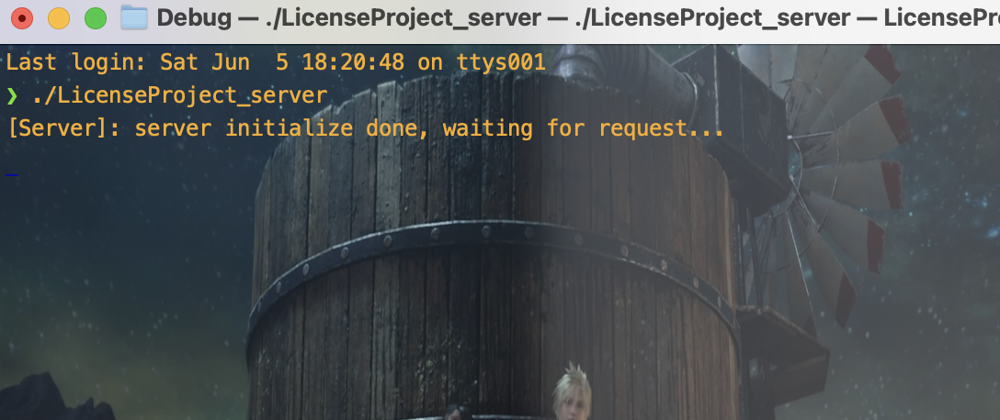 Debug — ./LicenseProject_server — ./LicenseProject_server — LicensePr
Last login: Sat Jun  5 18:20:48 on ttys001
❯ ./LicenseProject_server
[Server]: server initialize done, waiting for request...